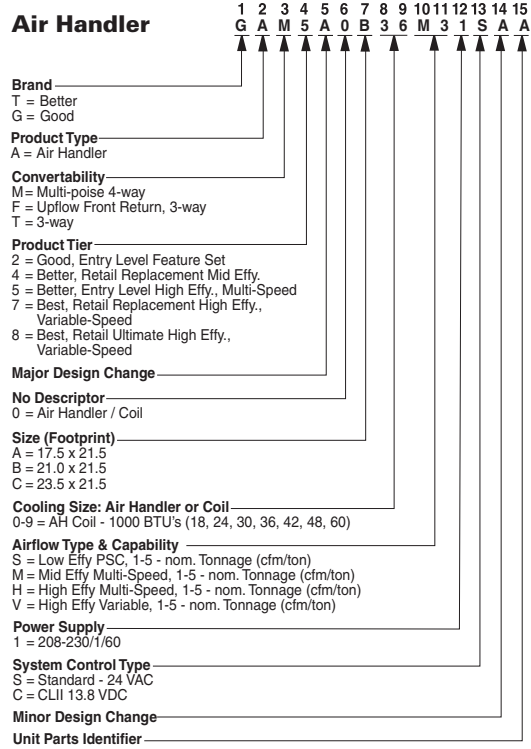 Air Handler
1 2 3 4 5 6 7 8 9 10 11 12 13 14 15
G A M 5 A 0 B 3 6 M 3 1 S A A
Brand
T = Better
G = Good
Product Type
A = Air Handler
Convertability
M = Multi-poise 4-way
F = Upflow Front Return, 3-way
T = 3-way
Product Tier
2 = Good, Entry Level Feature Set
4 = Better, Retail Replacement Mid Effy.
5 = Better, Entry Level High Effy., Multi-Speed
7 = Best, Retail Replacement High Effy.,
Variable-Speed
8 = Best, Retail Ultimate High Effy.,
Variable-Speed
Major Design Change
No Descriptor
0 = Air Handler / Coil
Size (Footprint)
A = 17.5 x 21.5
B = 21.0 x 21.5
C = 23.5 x 21.5
Cooling Size: Air Handler or Coil
0-9 = AH Coil - 1000 BTU's (18, 24, 30, 36, 42, 48, 60)
Airflow Type & Capability
S = Low Effy PSC, 1-5 - nom. Tonnage (cfm/ton)
M = Mid Effy Multi-Speed, 1-5 - nom. Tonnage (cfm/ton)
H = High Effy Multi-Speed, 1-5 - nom. Tonnage (cfm/ton)
V = High Effy Variable, 1-5 - nom. Tonnage (cfm/ton)
Power Supply
1 = 208-230/1/60
System Control Type
S = Standard - 24 VAC
C = CLII 13.8 VDC
Minor Design Change
Unit Parts Identifier